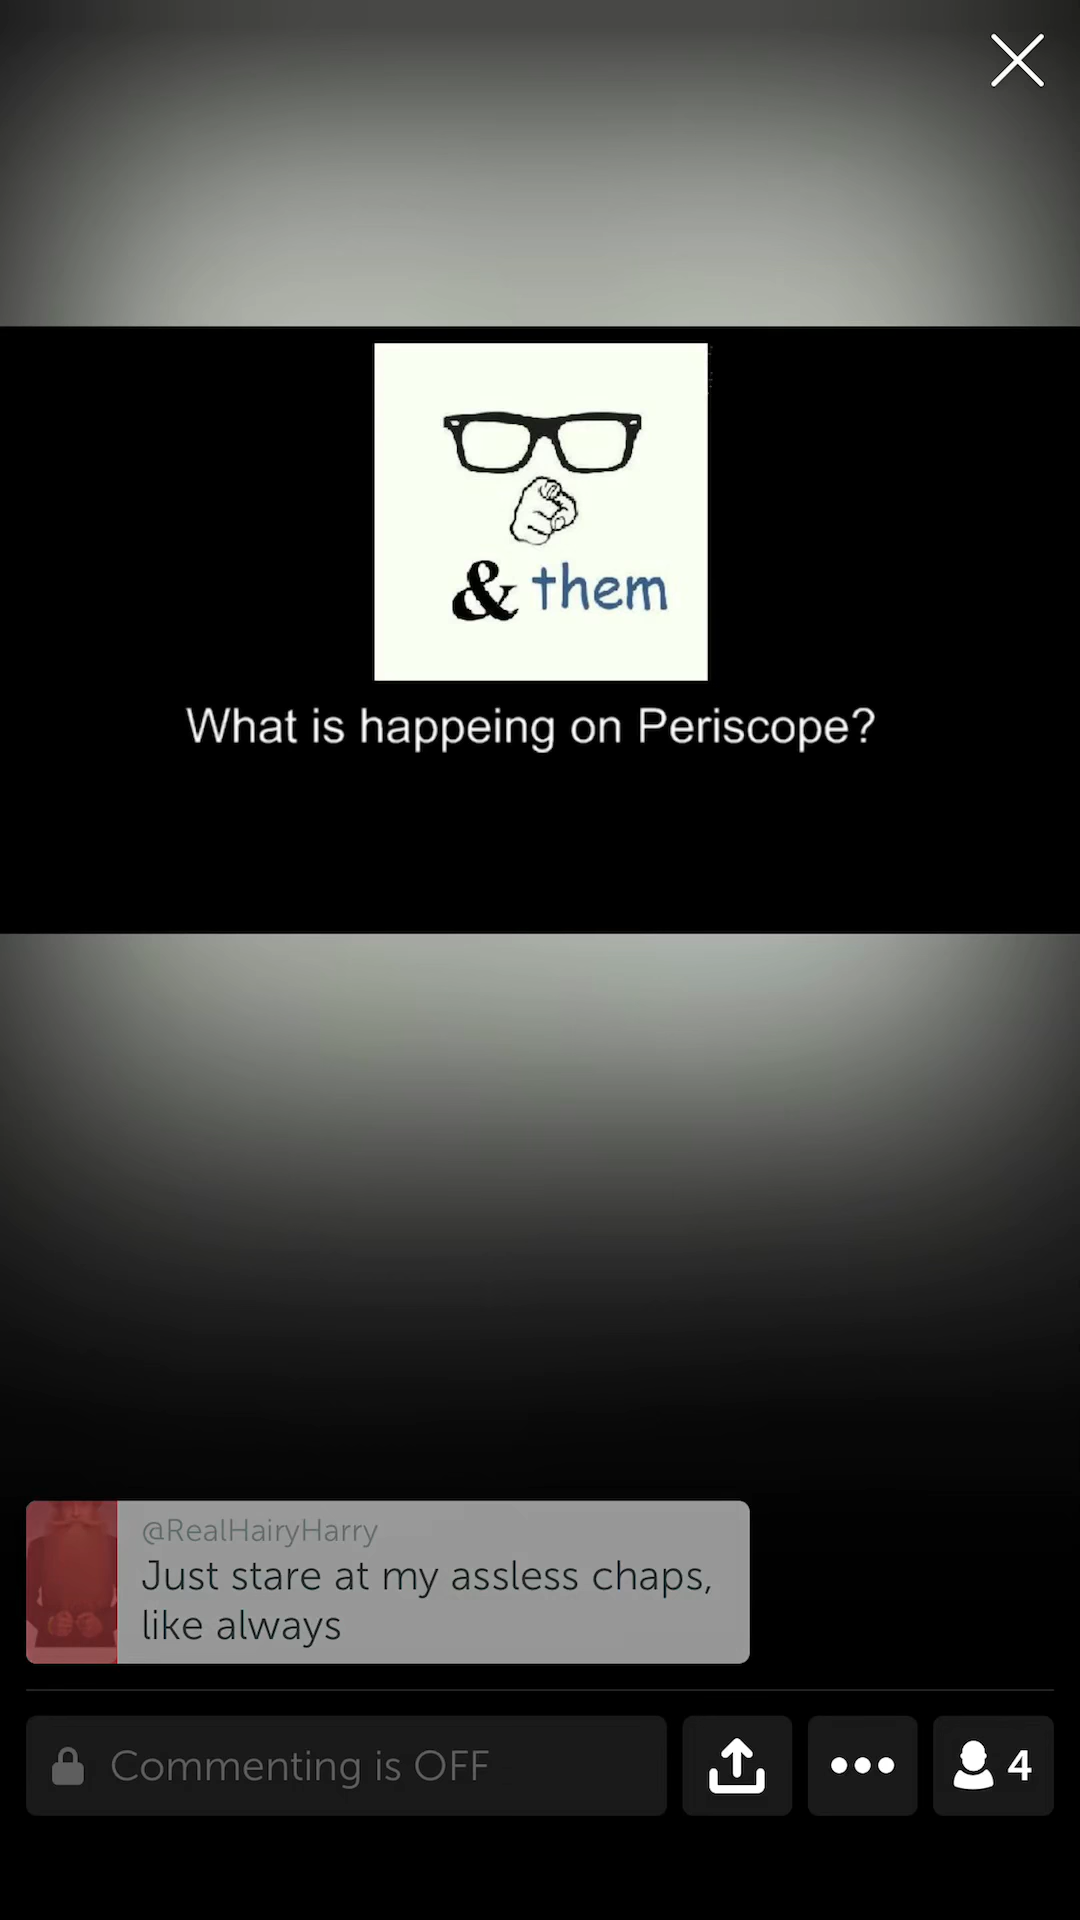 & them
What is happeing on Periscope?
@RealHairyHarry
Just stare at my assless chaps,
like always
Commenting is OFF
4